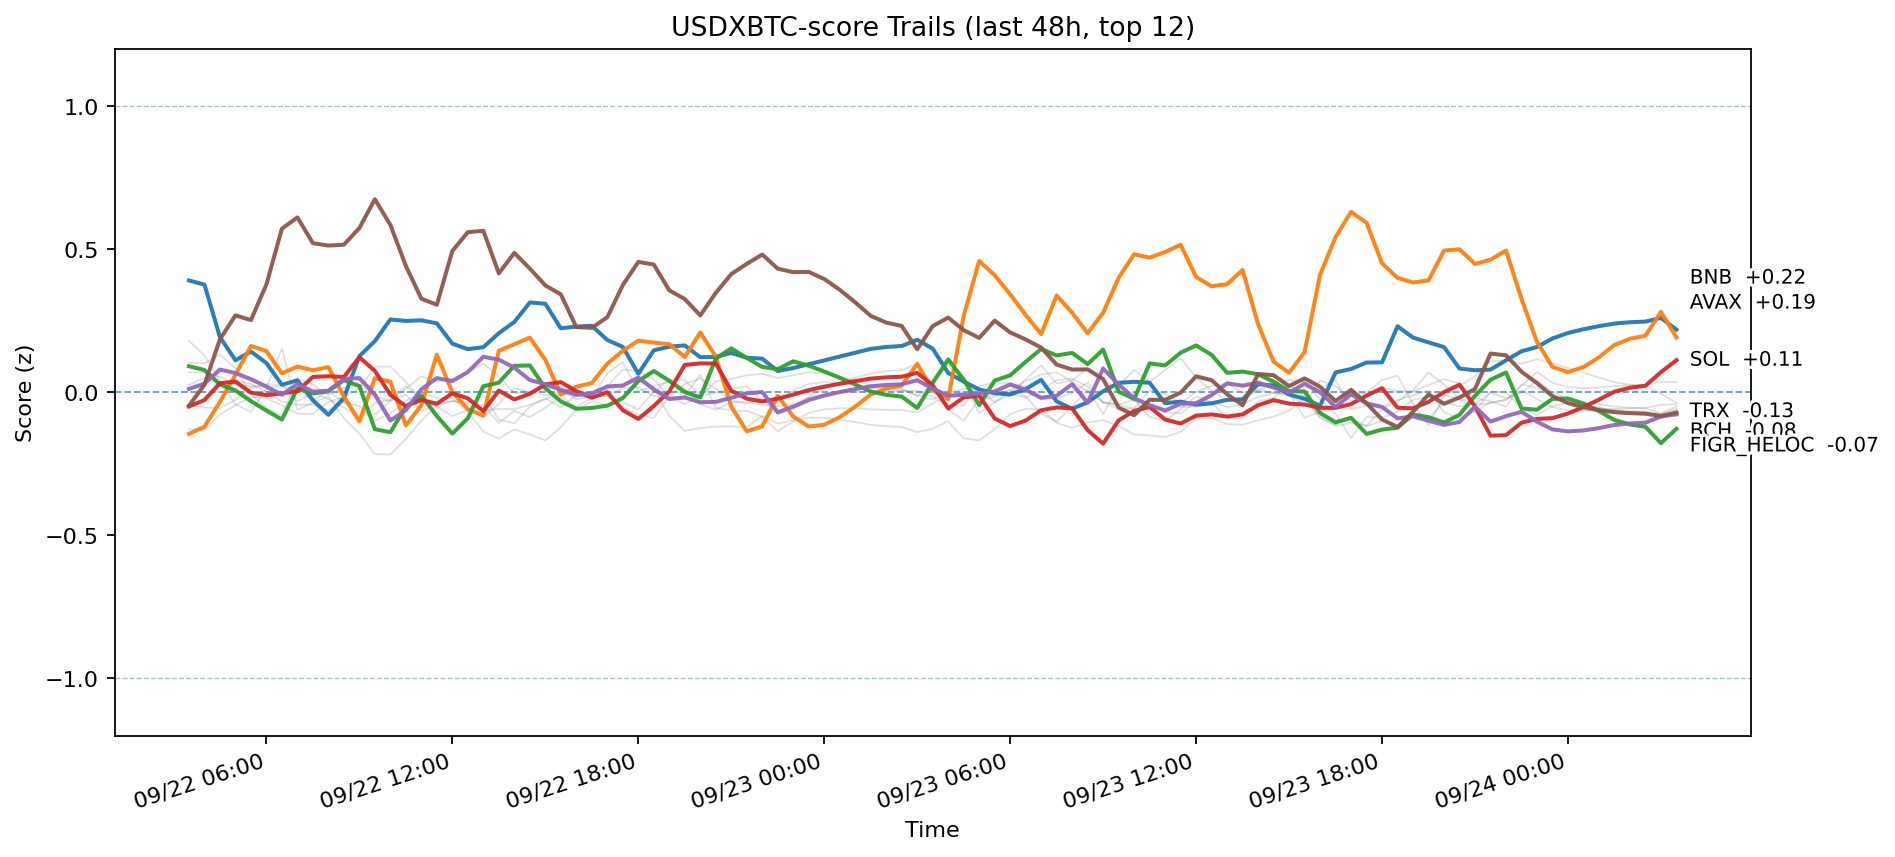 USDXBTC-score Trails (last 48h, top 12)
Score (z)
1.0
0.5
0.0
−0.5
−1.0
BNB +0.22
AVAX +0.19
SOL +0.11
TRX -0.13
BCH -0.08
FIGR_HELOC -0.07
09/22 06:00
09/22 12:00
09/22 18:00
09/23 00:00
09/23 06:00
09/23 12:00
09/23 18:00
09/24 00:00
Time